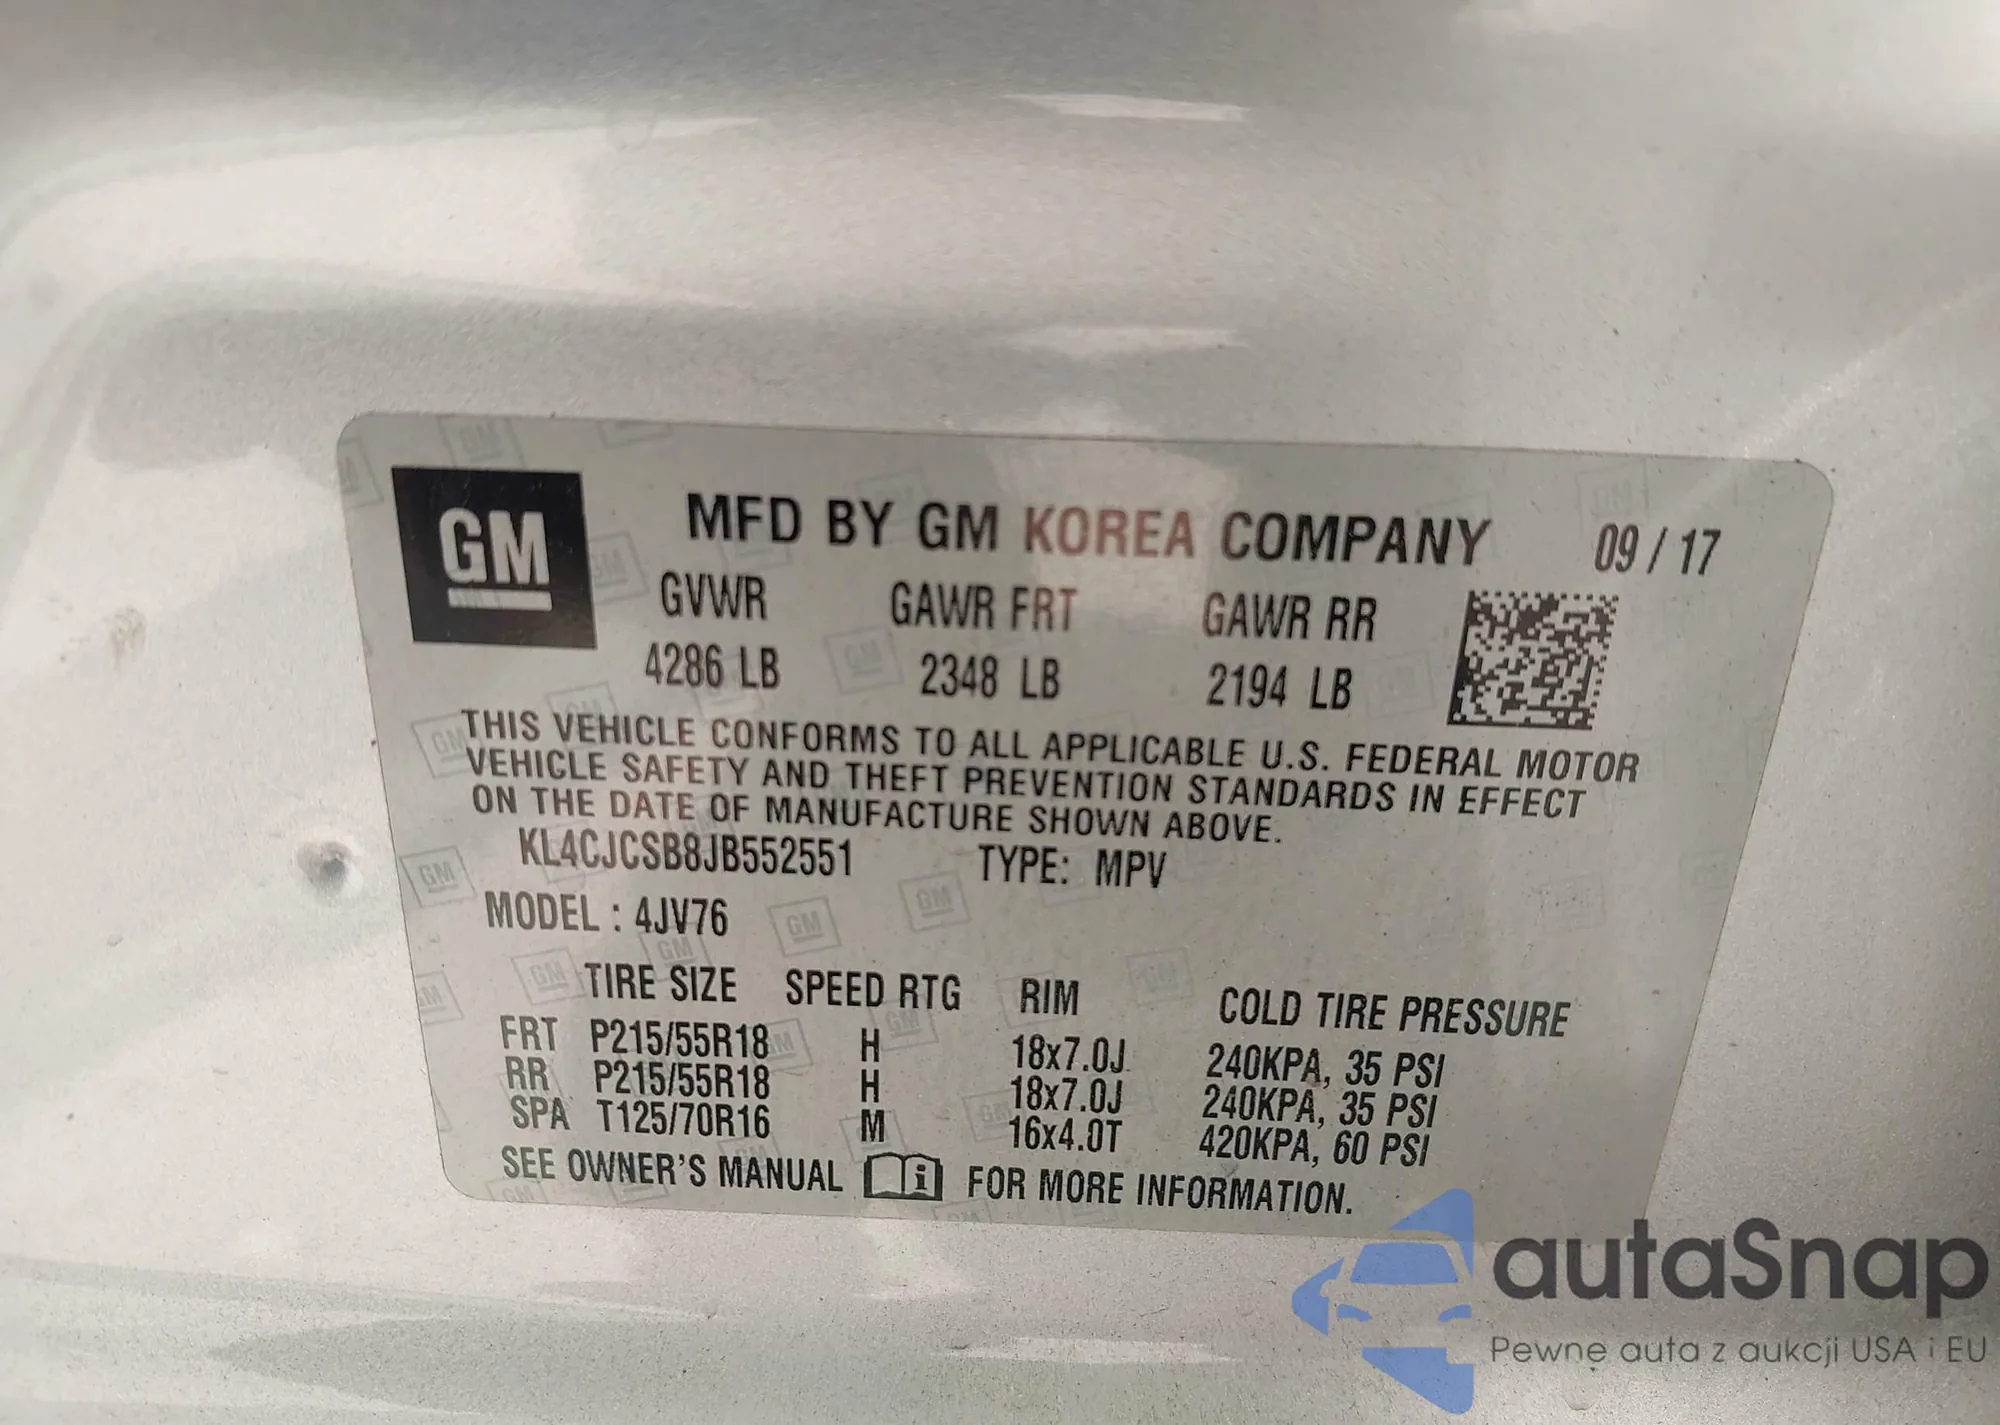 GM
MFD BY GM KOREA COMPANY 09 / 17
GVWR GAWR FRT GAWR RR
4286 LB 2348 LB 2194 LB
THIS VEHICLE CONFORMS TO ALL APPLICABLE U.S. FEDERAL MOTOR
VEHICLE SAFETY AND THEFT PREVENTION STANDARDS IN EFFECT
ON THE DATE OF MANUFACTURE SHOWN ABOVE.
KL4CJCSB8JB552551 TYPE: MPV
MODEL : 4JV76
TIRE SIZE SPEED RTG RIM COLD TIRE PRESSURE
FRT P215/55R18 H 18x7.0J 240KPA, 35 PSI
RR P215/55R18 H 18x7.0J 240KPA, 35 PSI
SPA T125/70R16 M 16x4.0T 420KPA, 60 PSI
SEE OWNER'S MANUAL i FOR MORE INFORMATION.
autaSnap
Pewne auta z aukcji USA i EU